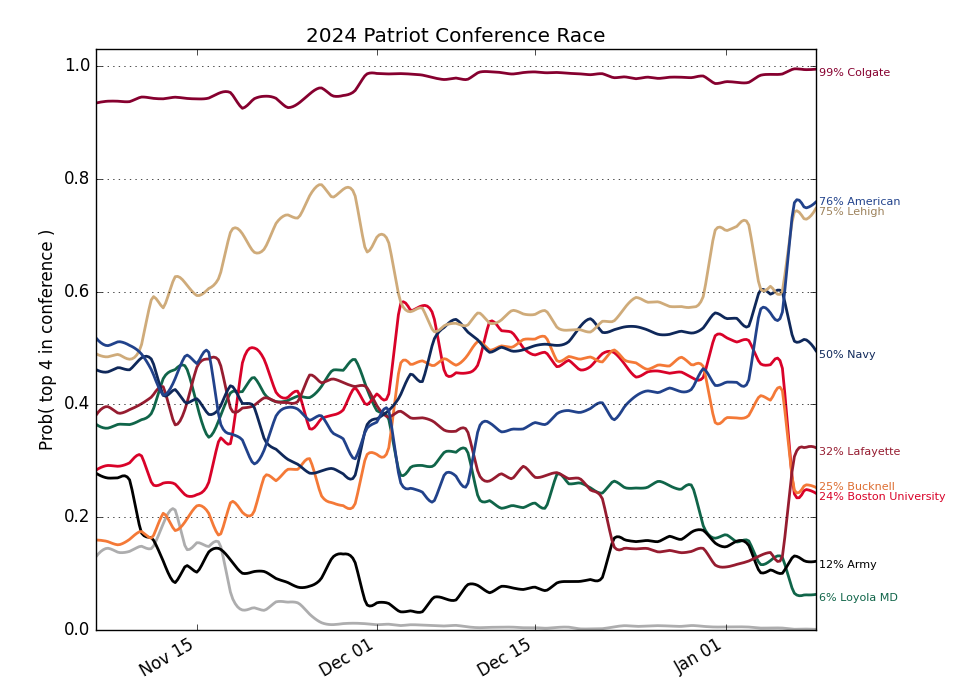 2024 Patriot Conference Race
Prob( top 4 in conference )
1.0
0.8
0.6
0.4
0.2
0.0
Nov 15
Dec 01
Dec 15
Jan 01
99% Colgate
76% American
75% Lehigh
50% Navy
32% Lafayette
25% Bucknell
24% Boston University
12% Army
6% Loyola MD